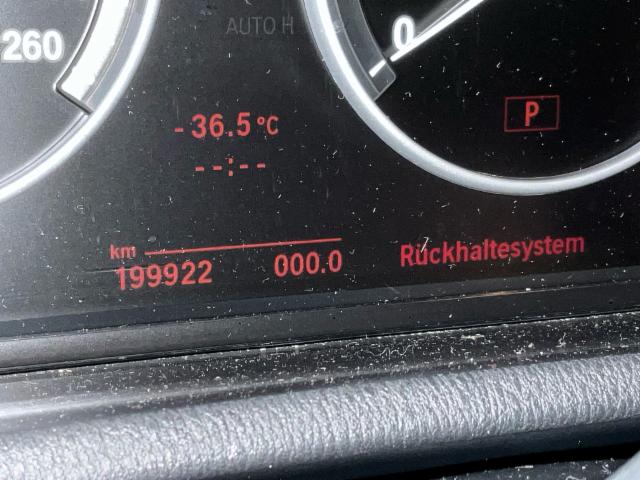 AUTO H
260
0
P
-36.5°C
--:--
km
199922 000.0
Rückhaltesystem